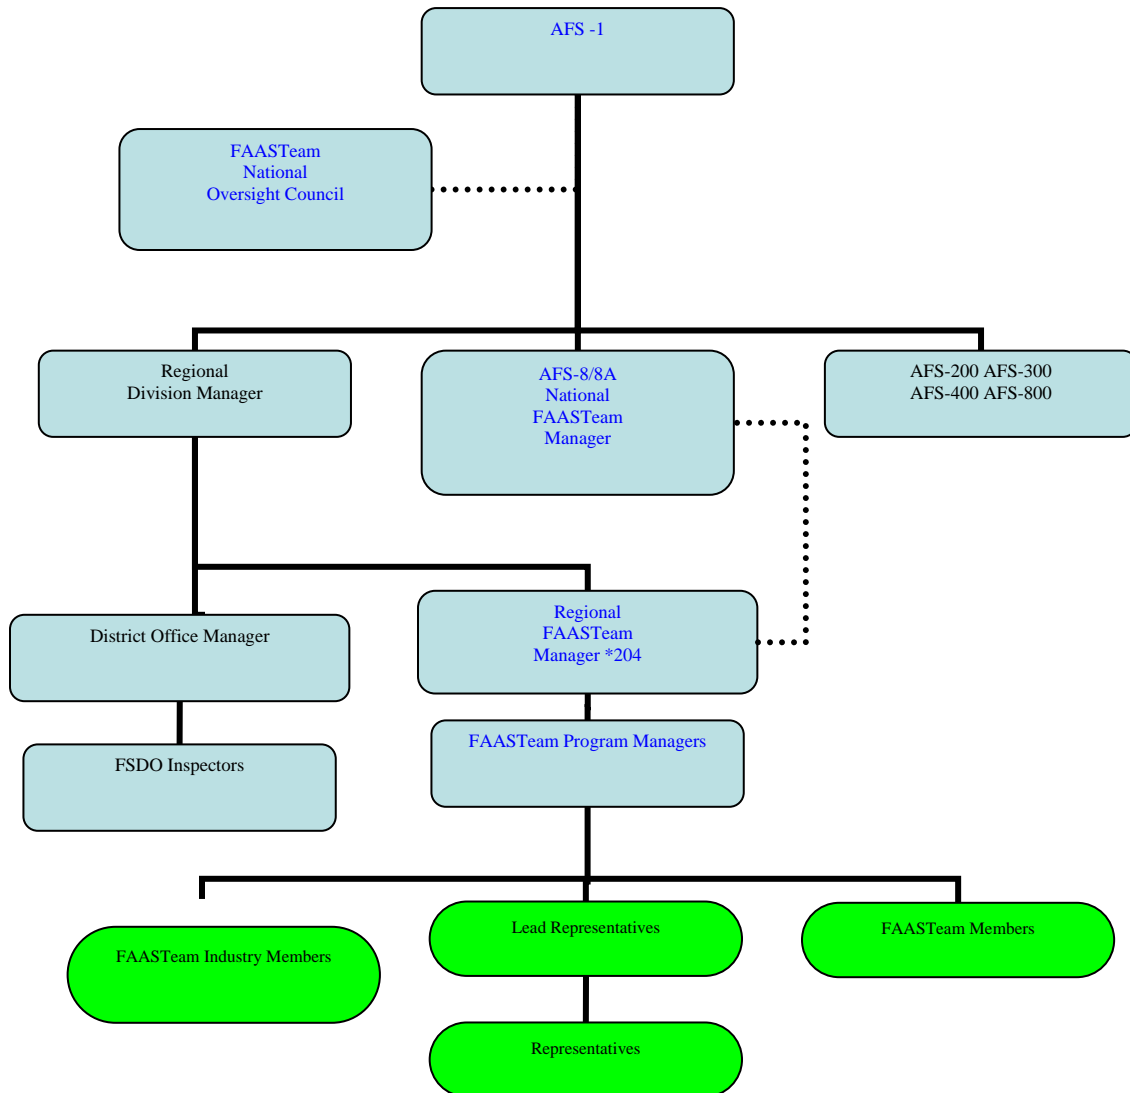 AFS -1
FAASTeam
National
Oversight Council
Regional
Division Manager
AFS-8/8A
National
FAASTeam
Manager
AFS-200 AFS-300
AFS-400 AFS-800
District Office Manager
Regional
FAASTeam
Manager *204
FSDO Inspectors
FAASTeam Program Managers
FAASTeam Industry Members
Lead Representatives
FAASTeam Members
Representatives